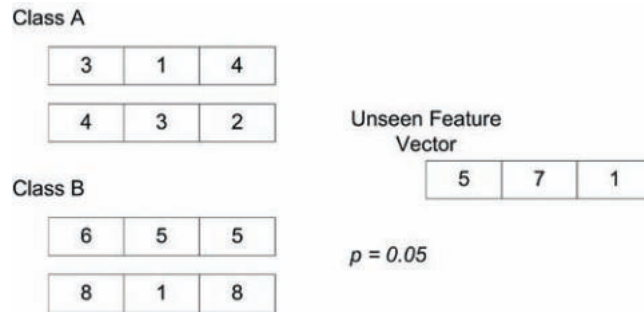 Class A
3 1 4
4 3 2
Unseen Feature
Vector
5 7 1
Class B
6 5 5
p = 0.05
8 1 8